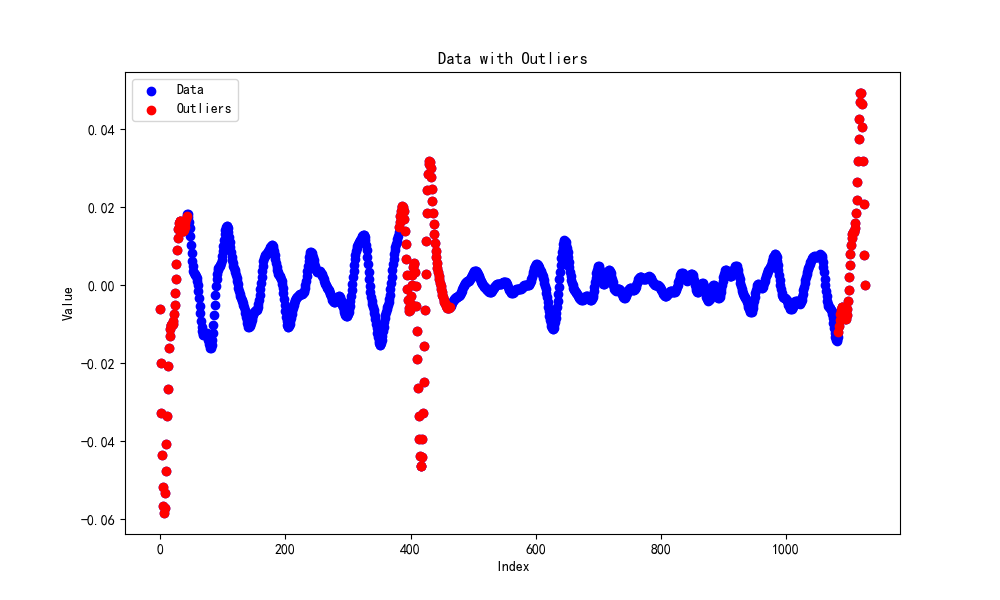 Data with Outliers
Data
Outliers
0.04
0.02
0.00
-0.02
-0.04
-0.06
Value
0 200 400 600 800 1000
Index